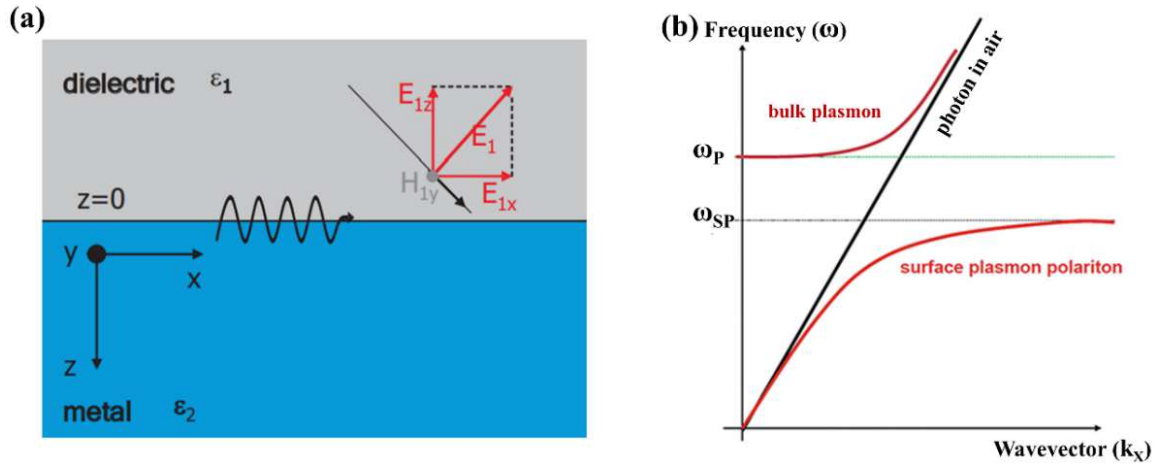 (a)
dielectric ε1
E1z
E1
H1y
E1x
z=0
y
x
z
metal ε2
(b)
Frequency (ω)
photon in air
bulk plasmon
ωP
ωSP
surface plasmon polariton
Wavevector (kx)